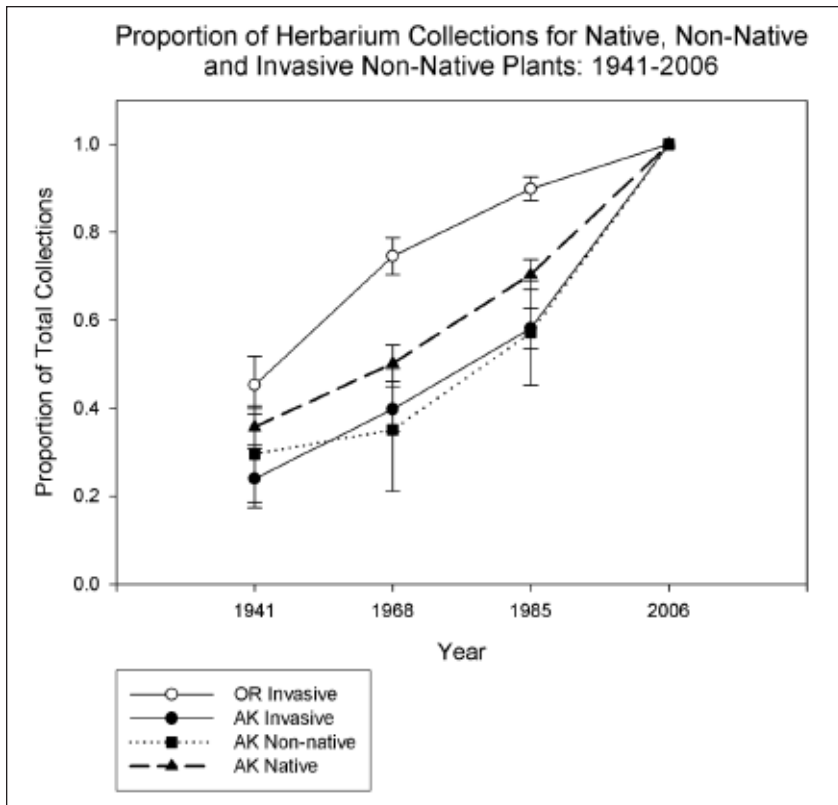 Proportion of Herbarium Collections for Native, Non-Native
and Invasive Non-Native Plants: 1941-2006
Proportion of Total Collections
1.0
0.8
0.6
0.4
0.2
0.0
1941 1968 1985 2006
Year
OR Invasive
AK Invasive
AK Non-native
AK Native